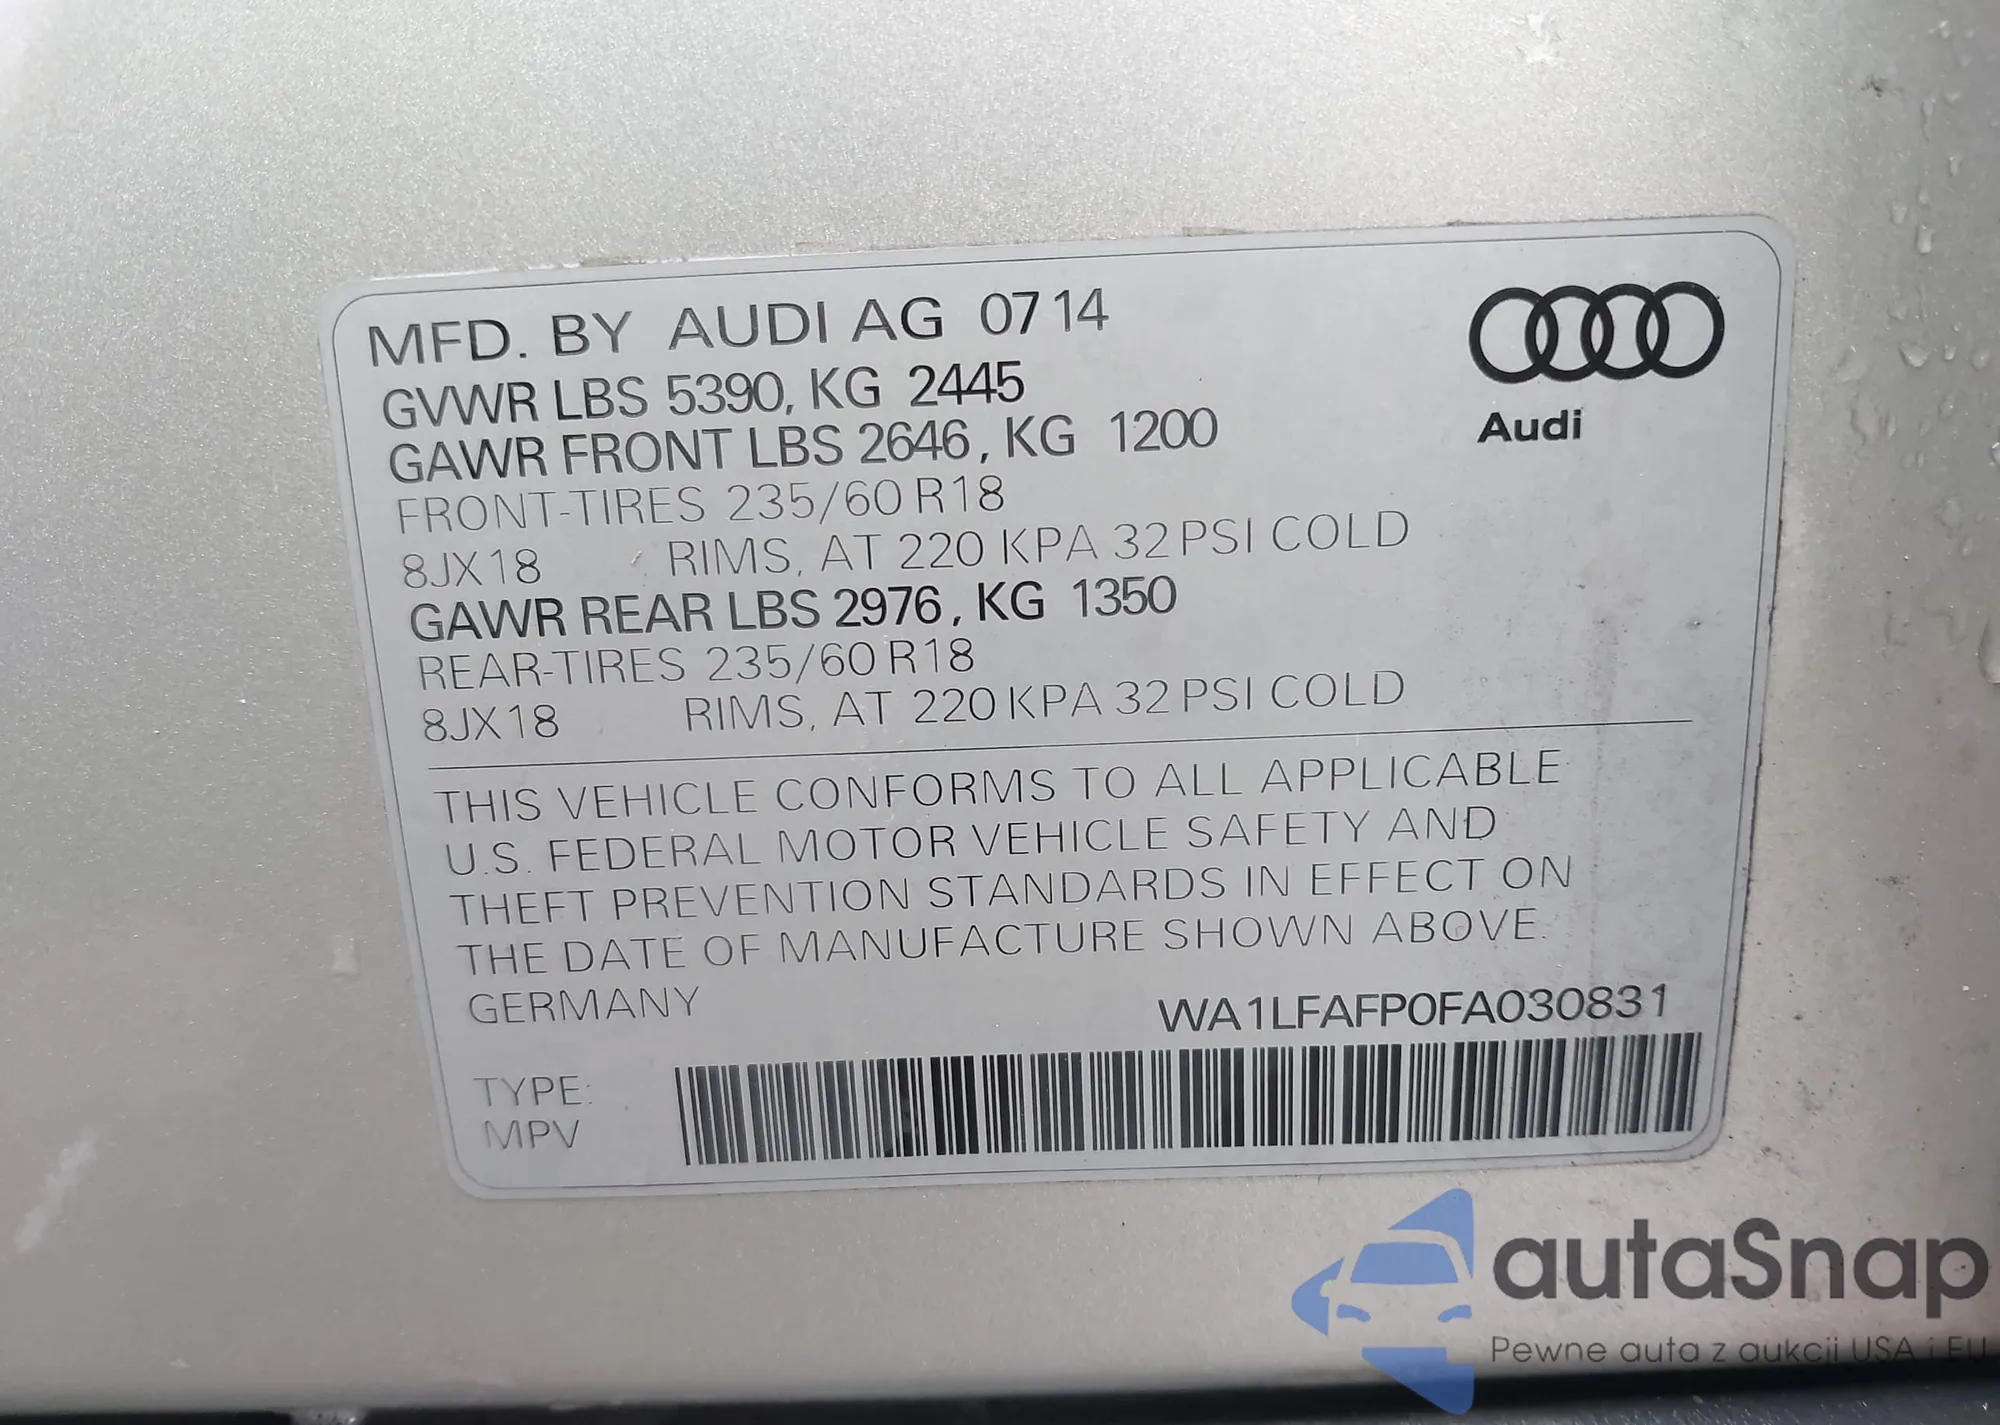 MFD. BY AUDI AG 07 14
GVWR LBS 5390, KG 2445
GAWR FRONT LBS 2646, KG 1200
FRONT-TIRES 235/60 R18
8JX18 RIMS, AT 220 KPA 32 PSI COLD
GAWR REAR LBS 2976, KG 1350
REAR-TIRES 235/60 R18
8JX18 RIMS, AT 220 KPA 32 PSI COLD
Audi
THIS VEHICLE CONFORMS TO ALL APPLICABLE
U.S. FEDERAL MOTOR VEHICLE SAFETY AND
THEFT PREVENTION STANDARDS IN EFFECT ON
THE DATE OF MANUFACTURE SHOWN ABOVE.
GERMANY WA1LFAFP0FA030831
TYPE:
MPV
autaSnap
Pewne auta z aukcji USA i EU